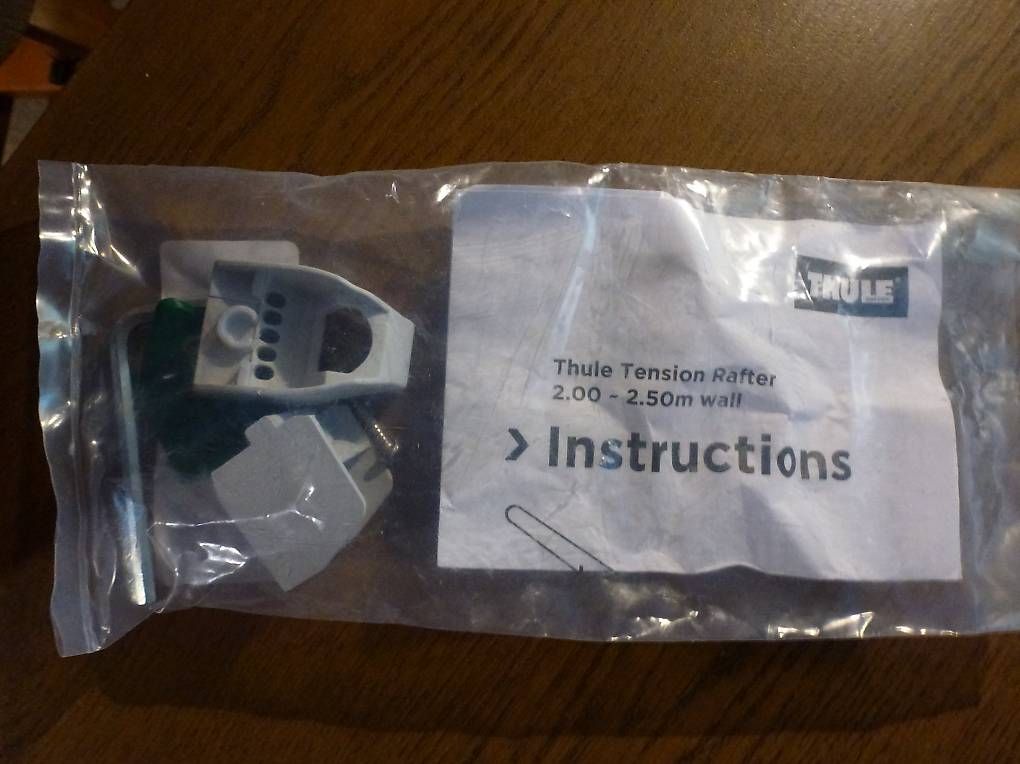 THULE
Thule Tension Rafter
2.00 ~ 2.50m wall
> Instructions